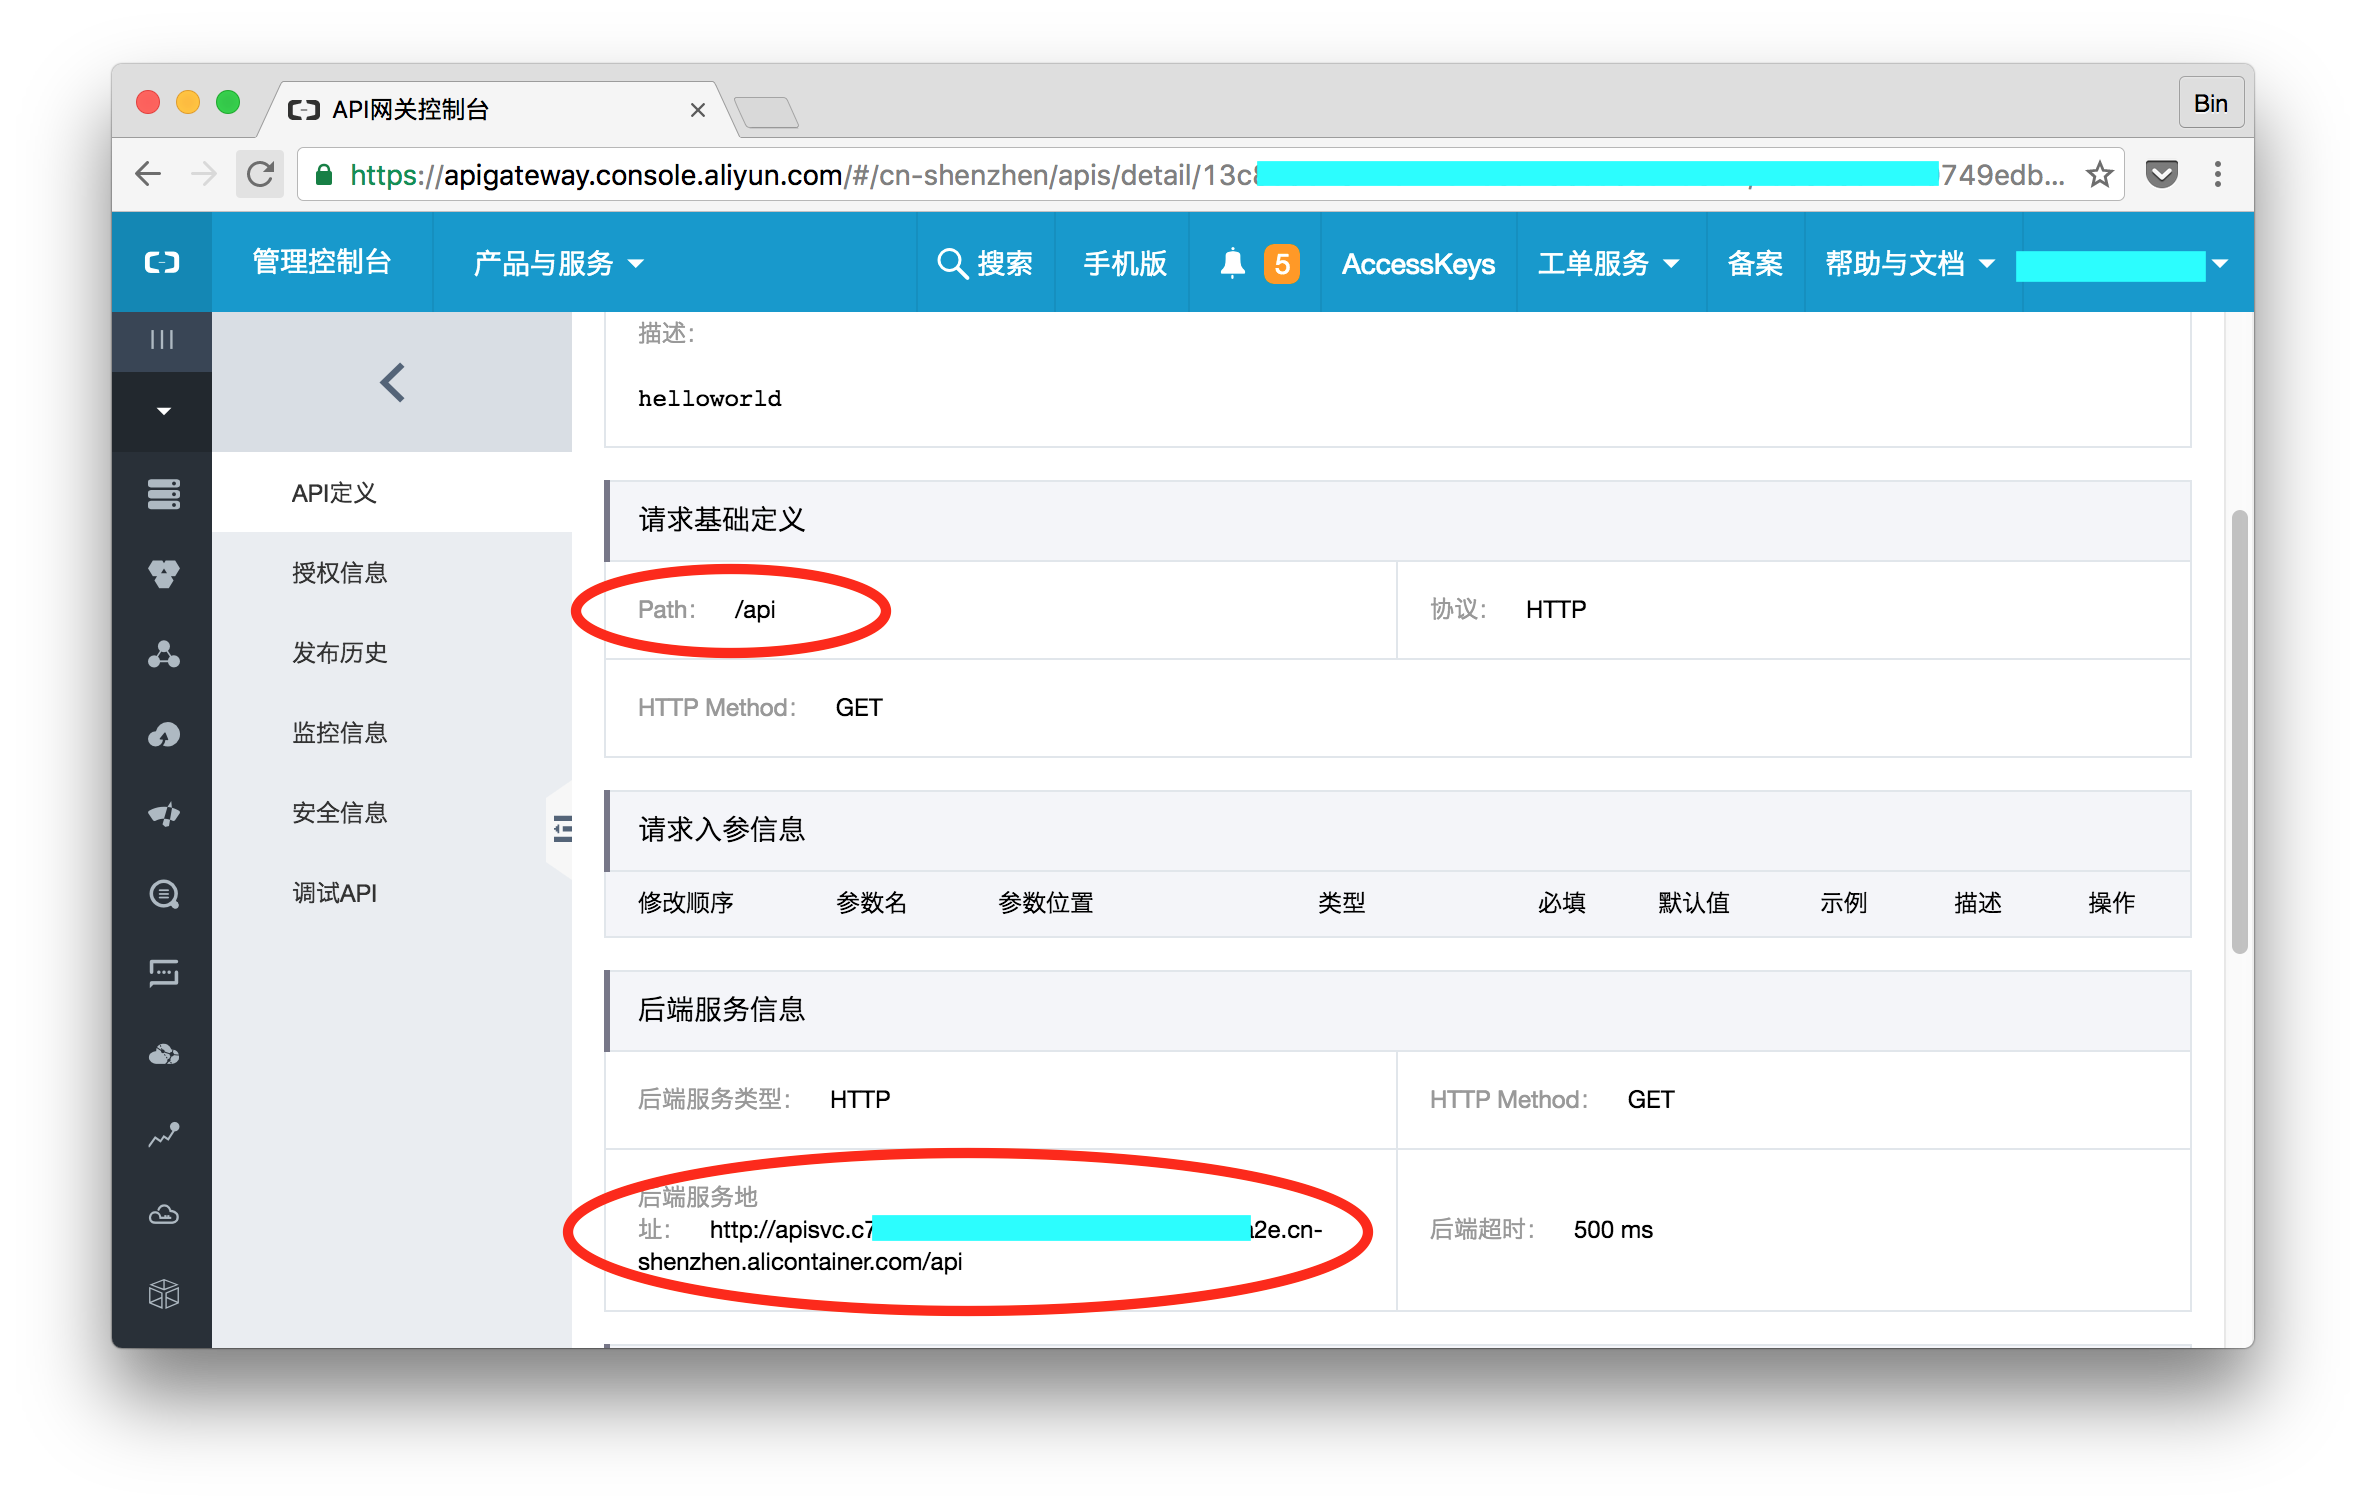 API网关控制台
Bin
https://apigateway.console.aliyun.com/#/cn-shenzhen/apis/detail/13c 749edb...
管理控制台 产品与服务 搜索 手机版 5 AccessKeys 工单服务 备案 帮助与文档
描述：
helloworld
API定义
授权信息
发布历史
监控信息
安全信息
调试API
请求基础定义
Path： /api 协议： HTTP
HTTP Method： GET
请求入参信息
修改顺序 参数名 参数位置 类型 必填 默认值 示例 描述 操作
后端服务信息
后端服务类型： HTTP HTTP Method： GET
后端服务地
址： http://apisvc.c7 2e.cn-
shenzhen.alicontainer.com/api
后端超时： 500 ms